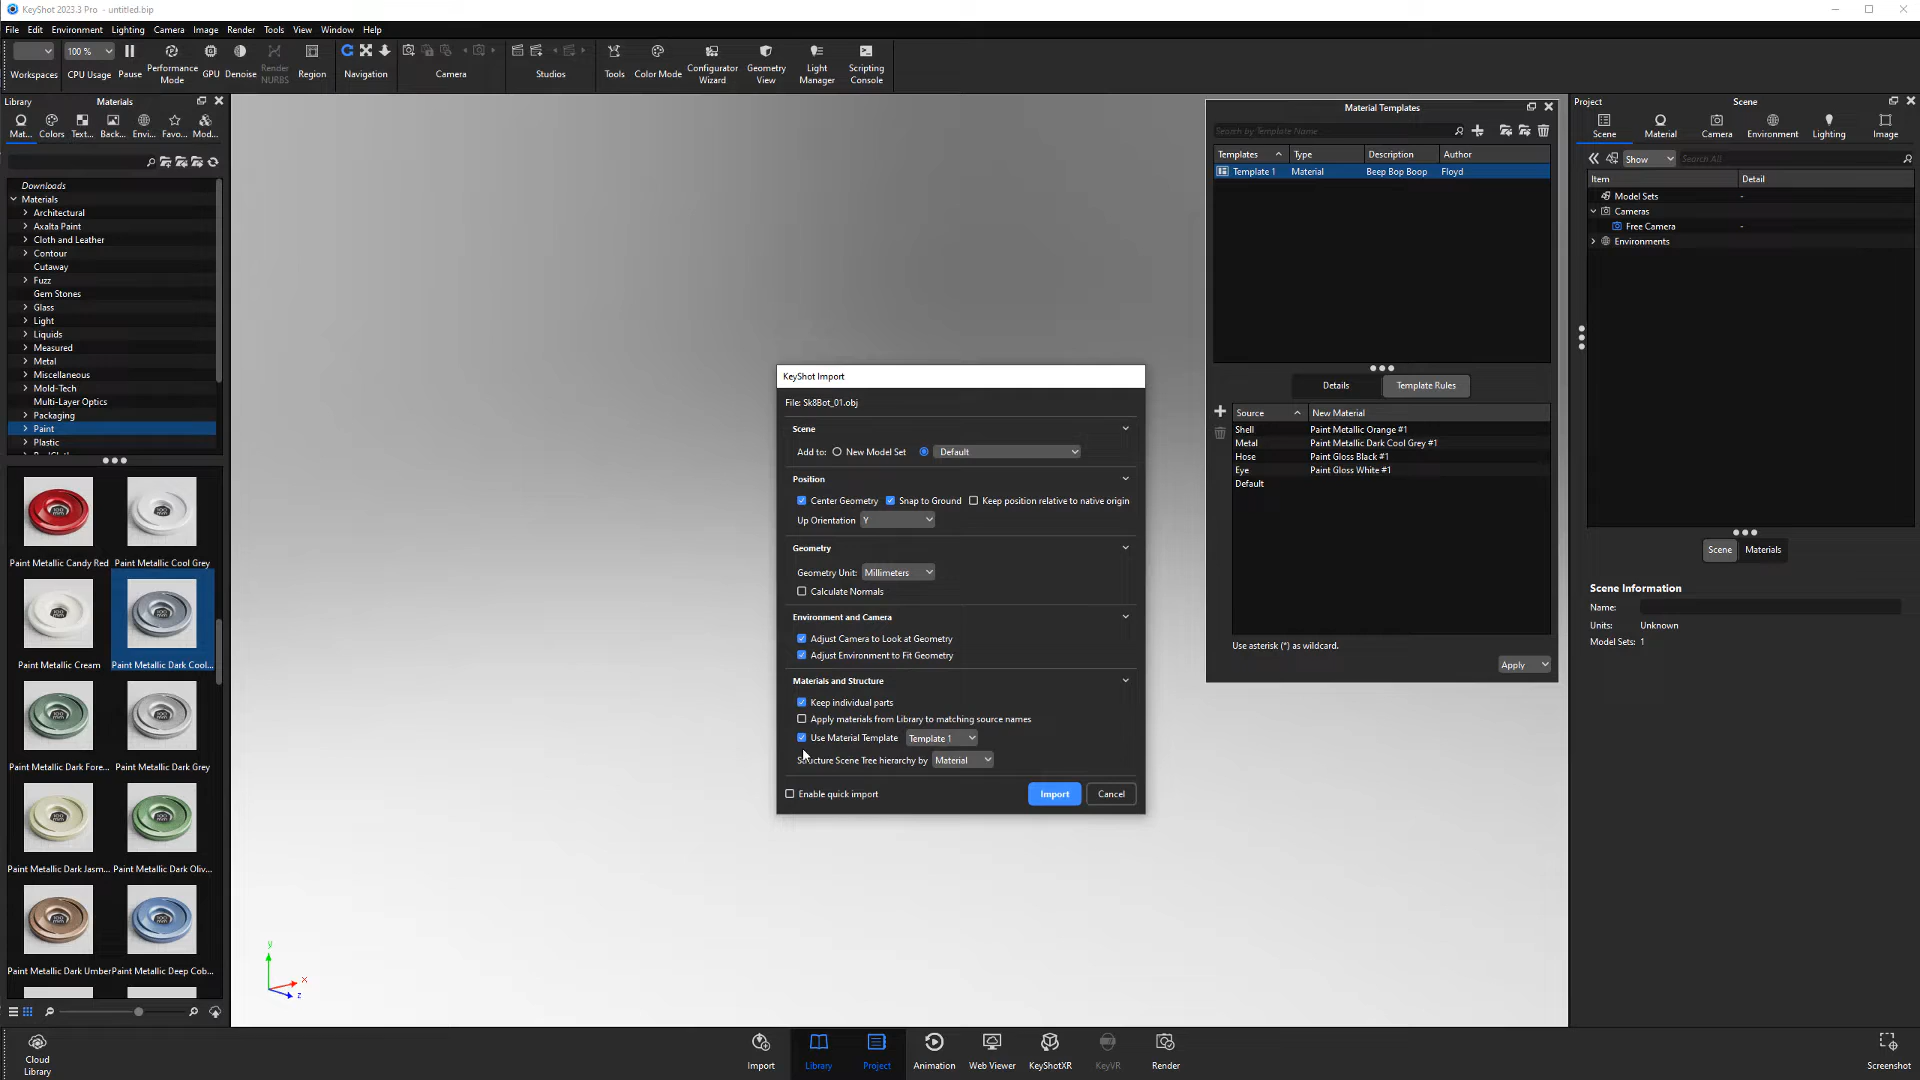 KeyShot 2023.3 Pro - untitled.bip
File Edit Environment Lighting Camera Image Render Tools View Window Help
100 %
Workspaces CPU Usage Pause Performance Mode GPU Denoise Render NURBS Region Navigation Camera Studios Tools Color Mode Configurator Wizard Geometry View Light Manager Scripting Console
Library Materials
Mat... Colors Text... Back... Envi... Favo... Mod...
Downloads
Materials
Architectural
Axalta Paint
Cloth and Leather
Contour
Cutaway
Fuzz
Gem Stones
Glass
Light
Liquids
Measured
Metal
Miscellaneous
Mold-Tech
Multi-Layer Optics
Packaging
Paint
Plastic
Paint Metallic Candy Red Paint Metallic Cool Grey
Paint Metallic Cream Paint Metallic Dark Cool...
Paint Metallic Dark Fore... Paint Metallic Dark Grey
Paint Metallic Dark Jasm... Paint Metallic Dark Oliv...
Paint Metallic Dark Umber Paint Metallic Deep Cob...
y
x
z
KeyShot Import
File: Sk8Bot_01.obj
Scene
Add to: New Model Set Default
Position
Center Geometry Snap to Ground Keep position relative to native origin
Up Orientation Y
Geometry
Geometry Unit: Millimeters
Calculate Normals
Environment and Camera
Adjust Camera to Look at Geometry
Adjust Environment to Fit Geometry
Materials and Structure
Keep individual parts
Apply materials from Library to matching source names
Use Material Template Template 1
Structure Scene Tree hierarchy by Material
Enable quick import Import Cancel
Material Templates
Search by Template Name
Templates Type Description Author
Template 1 Material Beep Bop Boop Floyd
Details Template Rules
Source New Material
Shell Paint Metallic Orange #1
Metal Paint Metallic Dark Cool Grey #1
Hose Paint Gloss Black #1
Eye Paint Gloss White #1
Default
Use asterisk (*) as wildcard.
Apply
Project Scene
Scene Material Camera Environment Lighting Image
Show Search All
Item Detail
Model Sets -
Cameras
Free Camera -
Environments
Scene Materials
Scene Information
Name:
Units: Unknown
Model Sets: 1
Cloud Library
Import Library Project Animation Web Viewer KeyShotXR KeyVR Render
Screenshot